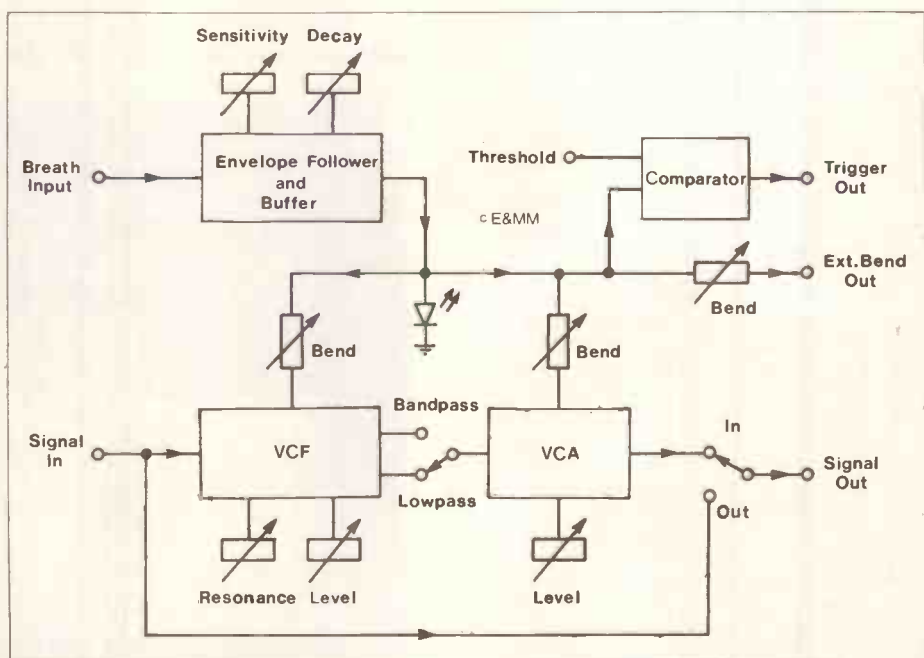 Sensitivity Decay
Breath
Input
Envelope Follower
and
Buffer
Threshold
Comparator
Trigger
Out
c E&MM
Ext.Bend
Out
Bend
Bend
Bend
Signal
In
VCF
Bandpass
Lowpass
VCA
In
Out
Signal
Out
Resonance Level
Level